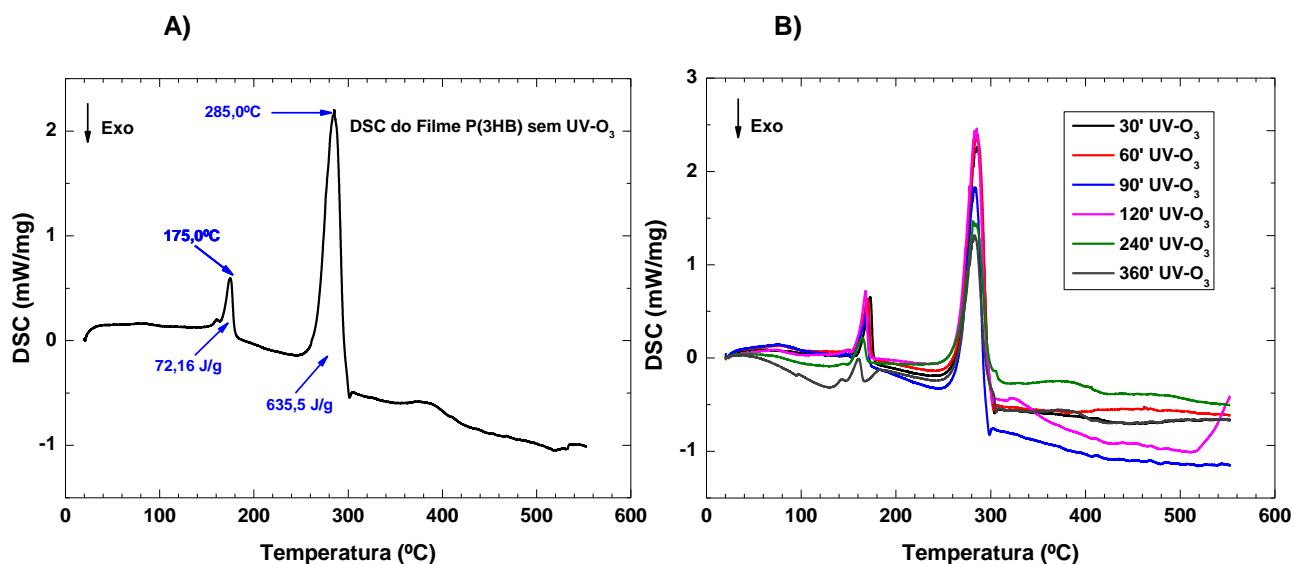 A)
Exo
285,0ºC
DSC do Filme P(3HB) sem UV-O3
175,0ºC
72,16 J/g
635,5 J/g
2
1
0
-1
DSC (mW/mg)
0 100 200 300 400 500 600
Temperatura (ºC)
B)
Exo
30' UV-O3
60' UV-O3
90' UV-O3
120' UV-O3
240' UV-O3
360' UV-O3
3
2
1
0
-1
DSC (mW/mg)
0 100 200 300 400 500 600
Temperatura (ºC)